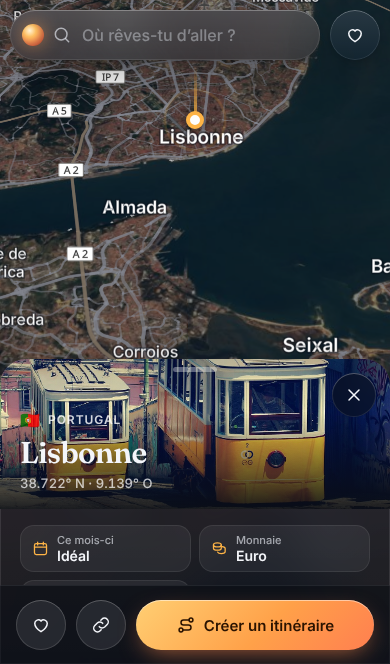 Où rêves-tu d'aller ?
IP 7
A 5
Lisbonne
A 2
Almada
A 2
Seixal
Corroios
PORTUGAL
Lisbonne
38.722° N · 9.139° O
Ce mois-ci
Idéal
Monnaie
Euro
Créer un itinéraire